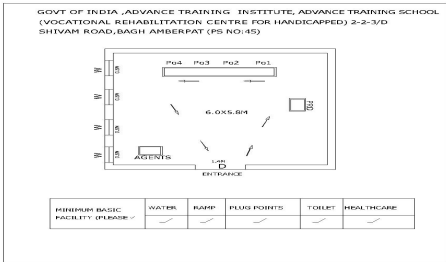 GOVT OF INDIA ,ADVANCE TRAINING INSTITUTE, ADVANCE TRAINING SCHOOL
(VOCATIONAL REHABILITATION CENTRE FOR HANDICAPPED) 2-2-3/D
SHIVAM ROAD,BAGH AMBERPAT (PS NO:45)
Po4 Po3 Po2 Po1
W
W
W
W
6.0X5.8M
PRO
AGENTS
D
ENTRANCE
MINIMUM BASIC
FACILITY (PLEASE ✓
WATER RAMP PLUG POINTS TOILET HEALTHCARE
✓ ✓ ✓ ✓ ✓